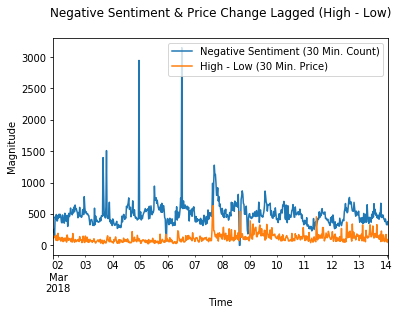 Negative Sentiment & Price Change Lagged (High - Low)
Negative Sentiment (30 Min. Count)
High - Low (30 Min. Price)
Magnitude
3000
2500
2000
1500
1000
500
0
02 03 04 05 06 07 08 09 10 11 12 13 14
Mar
2018
Time